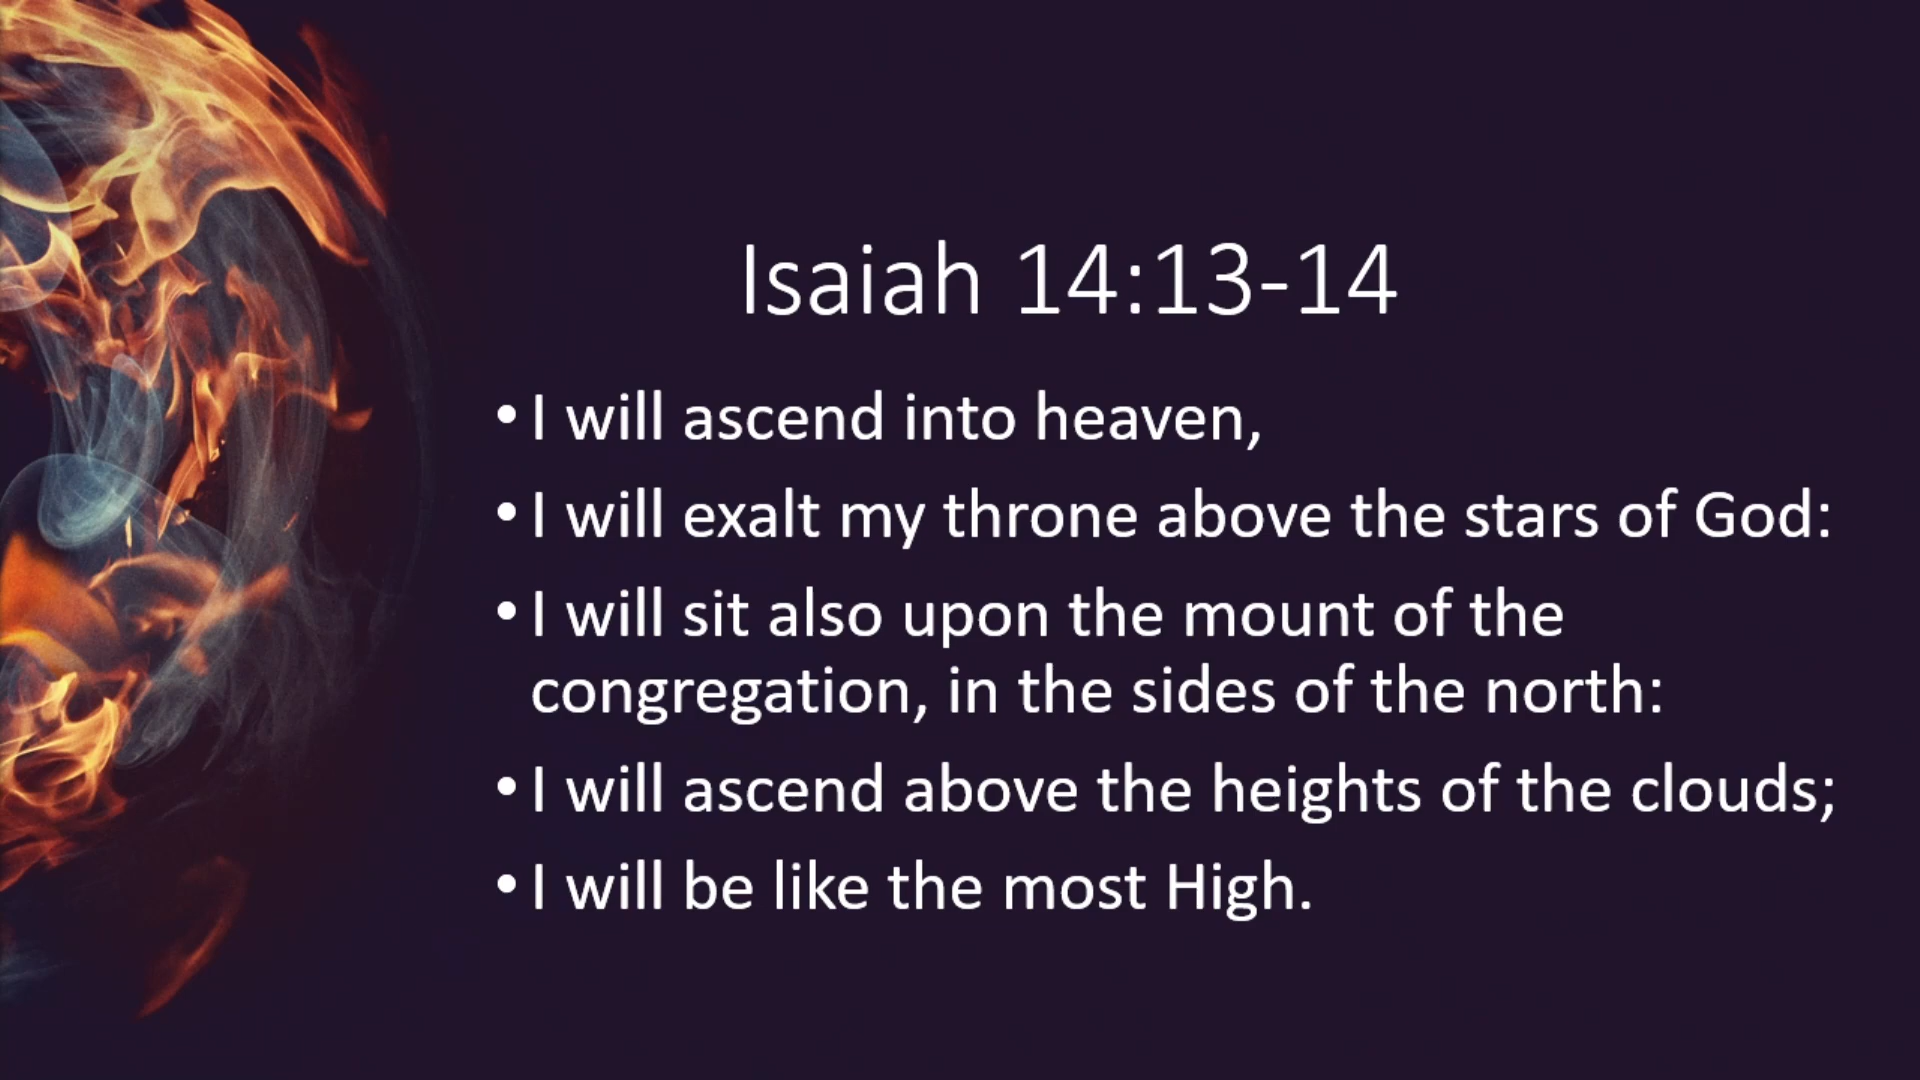 Isaiah 14:13-14
• I will ascend into heaven,
• I will exalt my throne above the stars of God:
• I will sit also upon the mount of the
congregation, in the sides of the north:
• I will ascend above the heights of the clouds;
• I will be like the most High.